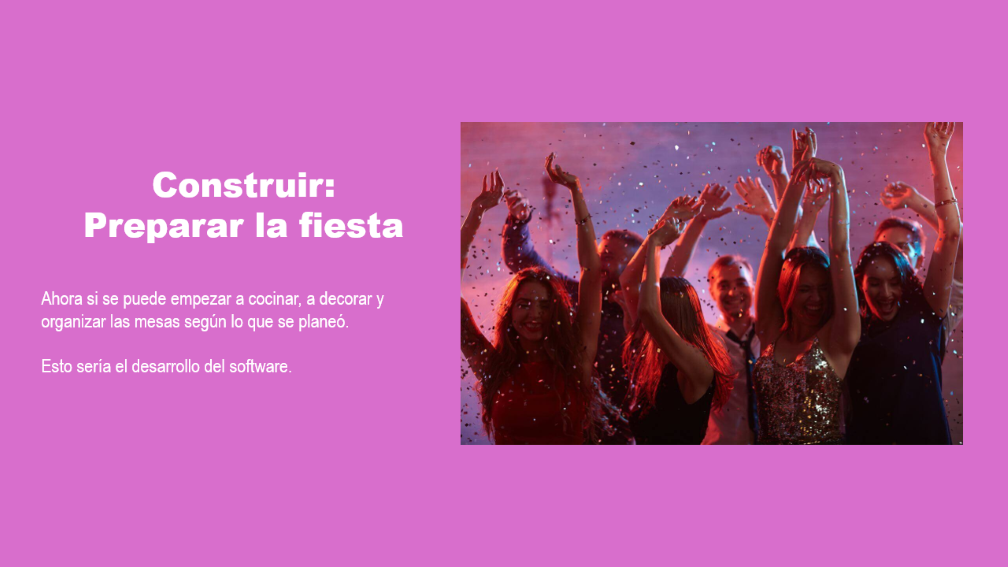 Construir:
Preparar la fiesta
Ahora si se puede empezar a cocinar, a decorar y
organizar las mesas según lo que se planeó.
Esto sería el desarrollo del software.